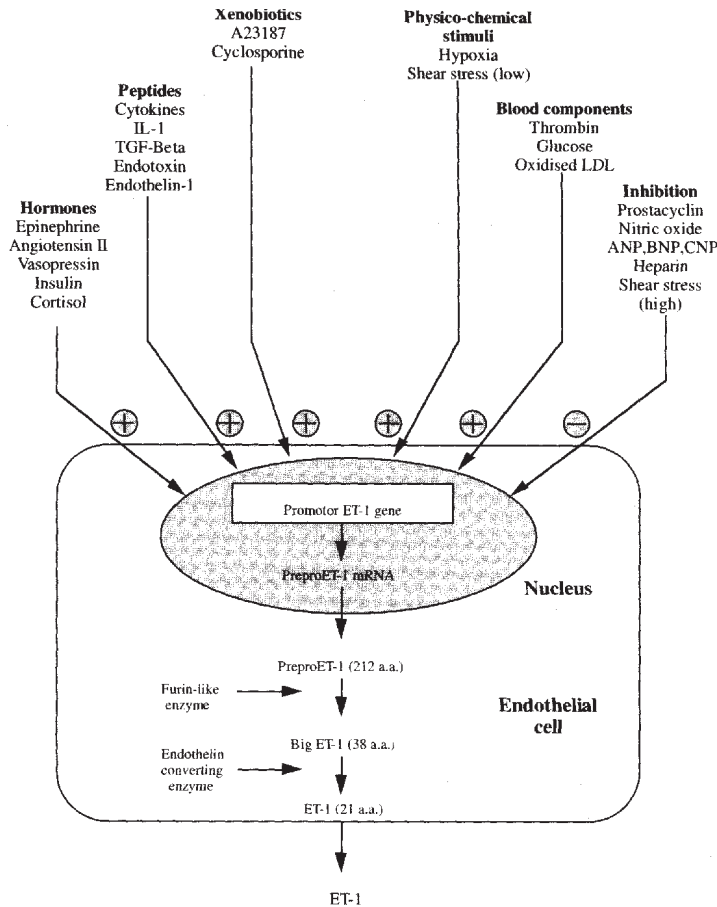 Xenobiotics
A23187
Cyclosporine
Physico-chemical
stimuli
Hypoxia
Shear stress (low)
Peptides
Cytokines
IL-1
TGF-Beta
Endotoxin
Endothelin-1
Blood components
Thrombin
Glucose
Oxidised LDL
Hormones
Epinephrine
Angiotensin II
Vasopressin
Insulin
Cortisol
Inhibition
Prostacyclin
Nitric oxide
ANP,BNP,CNP
Heparin
Shear stress
(high)
+ + + + + −
Promotor ET-1 gene
PreproET-1 mRNA
Nucleus
PreproET-1 (212 a.a.)
Furin-like
enzyme
Endothelial
cell
Big ET-1 (38 a.a.)
Endothelin
converting
enzyme
ET-1 (21 a.a.)
ET-1